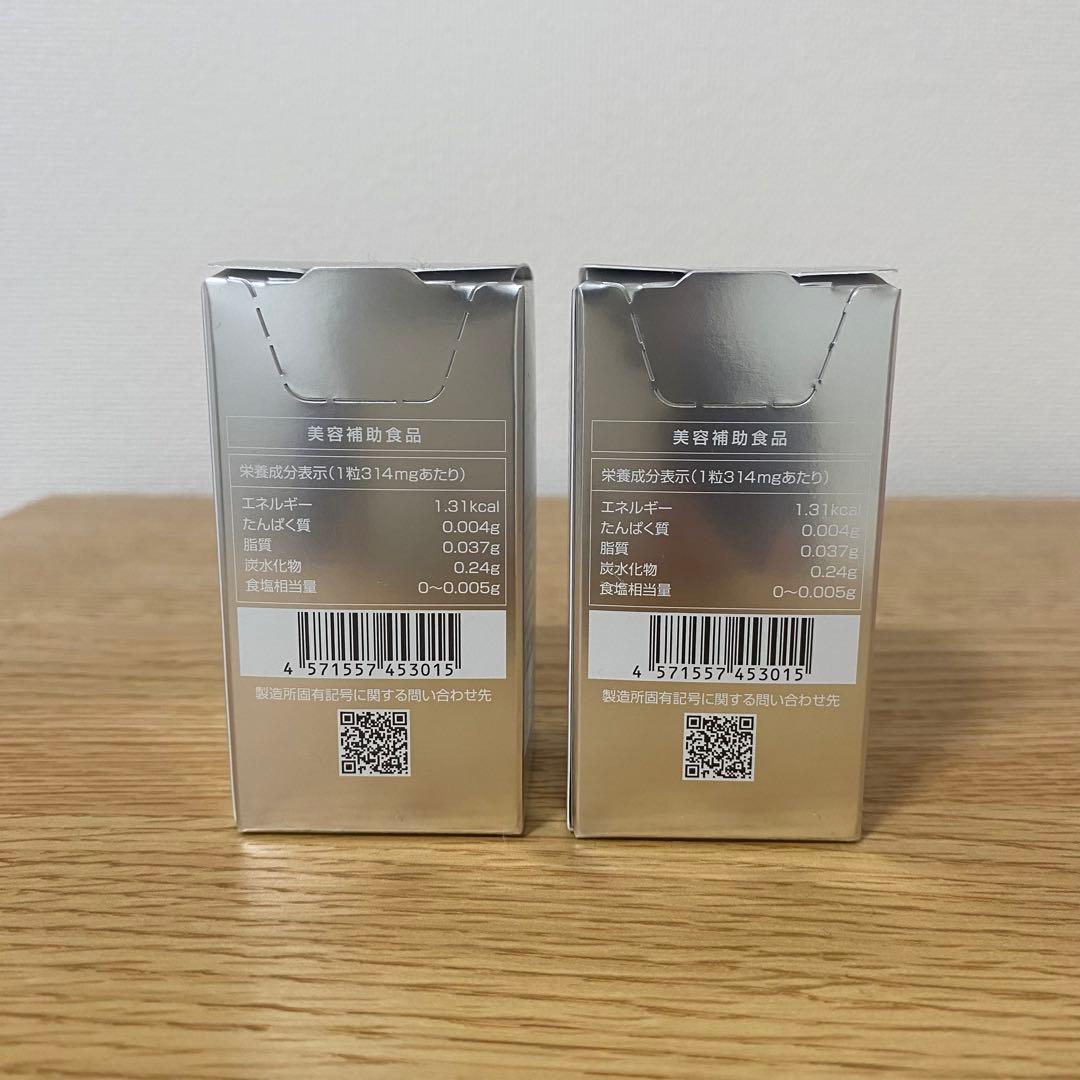 美容補助食品
栄養成分表示(1粒314mgあたり)
エネルギー 1.31kcal
たんぱく質 0.004g
脂質 0.037g
炭水化物 0.24g
食塩相当量 0〜0.005g
4 571557 453015
製造所固有記号に関する問い合わせ先
美容補助食品
栄養成分表示(1粒314mgあたり)
エネルギー 1.31kcal
たんぱく質 0.004g
脂質 0.037g
炭水化物 0.24g
食塩相当量 0〜0.005g
4 571557 453015
製造所固有記号に関する問い合わせ先